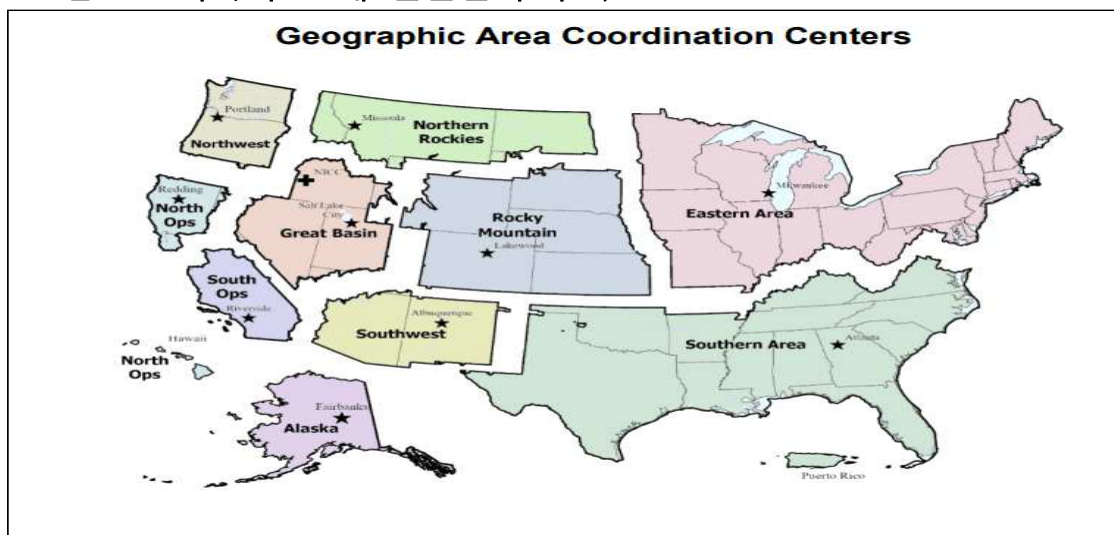 Geographic Area Coordination Centers
Portland
Northwest
Missoula
Northern
Rockies
Redding
North
Ops
NICC
Salt Lake
City
Great Basin
Rocky
Mountain
Lakewood
Milwaukee
Eastern Area
South
Ops
Riverside
Albuquerque
Southwest
Southern Area
Atlanta
Hawaii
North
Ops
Fairbanks
Alaska
Puerto Rico